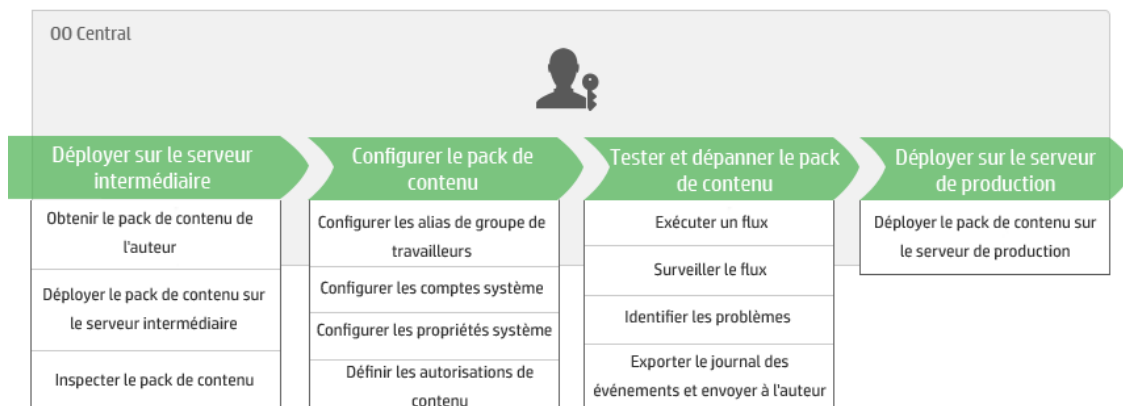 OO Central
Déployer sur le serveur
intermédiaire
Obtenir le pack de contenu de
l'auteur
Déployer le pack de contenu sur
le serveur intermédiaire
Inspecter le pack de contenu
Configurer le pack de
contenu
Configurer les alias de groupe de
travailleurs
Configurer les comptes système
Configurer les propriétés système
Définir les autorisations de
contenu
Tester et dépanner le pack
de contenu
Exécuter un flux
Surveiller le flux
Identifier les problèmes
Exporter le journal des
événements et envoyer à l'auteur
Déployer sur le serveur
de production
Déployer le pack de contenu sur
le serveur de production